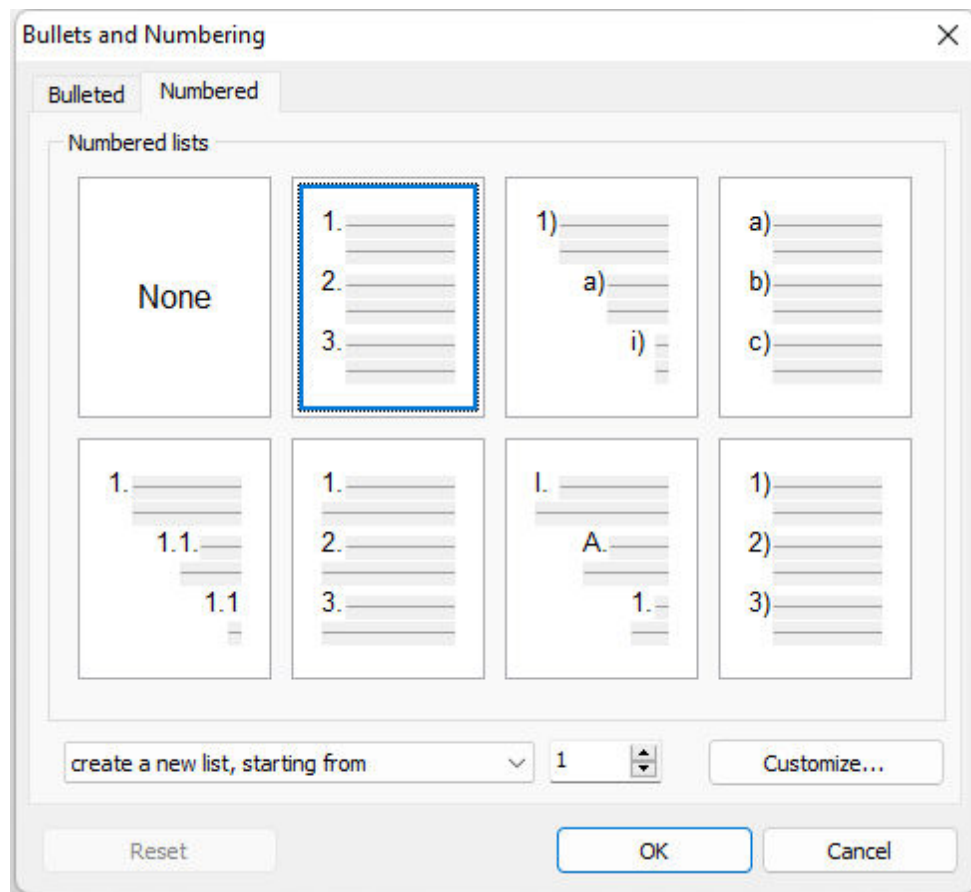 Bullets and Numbering
Bulleted
Numbered
Numbered lists
None
1.
2.
3.
1)
a)
i)
a)
b)
c)
1.
1.1.
1.1
1.
2.
3.
I.
A.
1.
1)
2)
3)
create a new list, starting from
1
Customize...
Reset
OK
Cancel